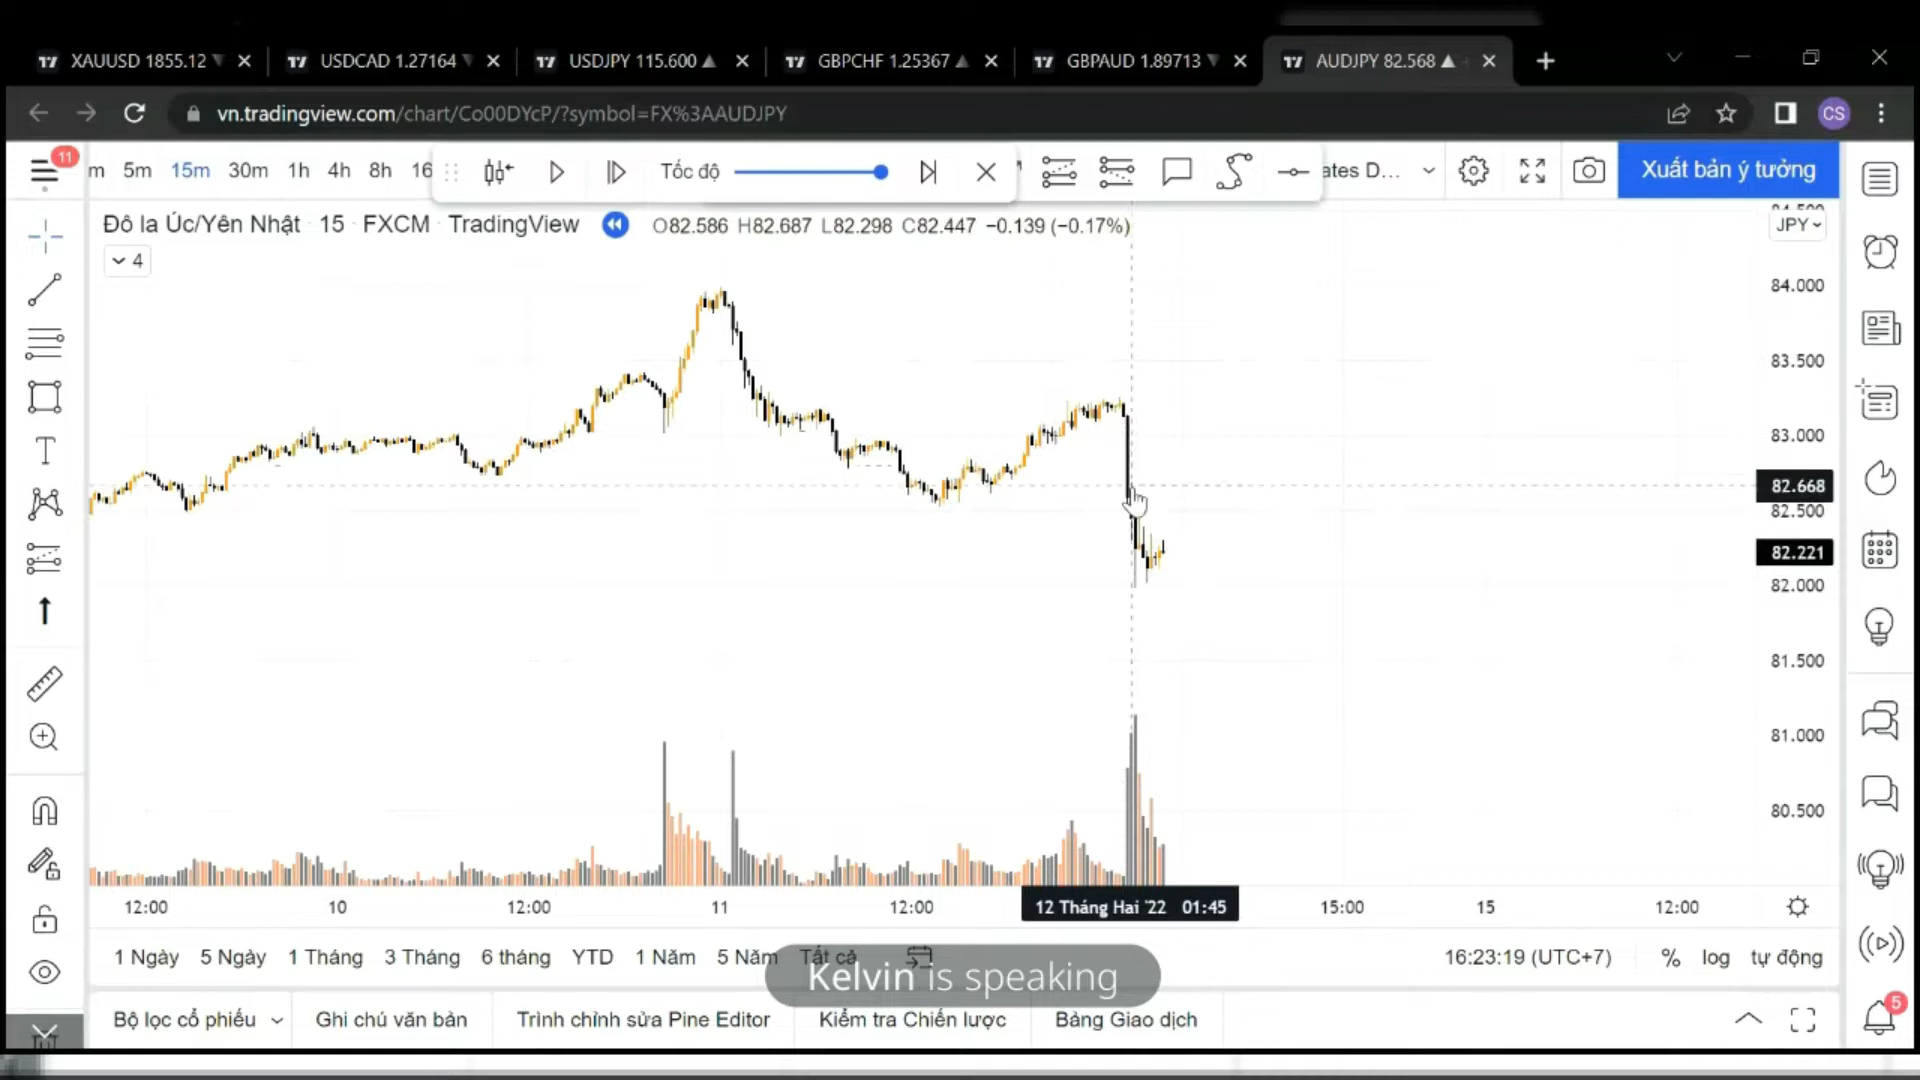 XAUUSD 1855.12
USDCAD 1.27164
USDJPY 115.600
GBPCHF 1.25367
GBPAUD 1.89713
AUDJPY 82.568
vn.tradingview.com/chart/Co00DYcP/?symbol=FX%3AAUDJPY
CS
11
m 5m 15m 30m 1h 4h 8h 16
Tốc độ
ates D...
Xuất bản ý tưởng
Đô la Úc/Yên Nhật 15 FXCM TradingView O82.586 H82.687 L82.298 C82.447 −0.139 (−0.17%)
JPY
4
84.000
83.500
83.000
82.668
82.500
82.221
82.000
81.500
81.000
80.500
12:00 10 12:00 11 12:00 12 Tháng Hai '22 01:45 15:00 15 12:00
1 Ngày 5 Ngày 1 Tháng 3 Tháng 6 tháng YTD 1 Năm 5 Năm Tất cả 16:23:19 (UTC+7) % log tự động
Kelvin is speaking
Bộ lọc cổ phiếu Ghi chú văn bản Trình chỉnh sửa Pine Editor Kiểm tra Chiến lược Bảng Giao dịch
5